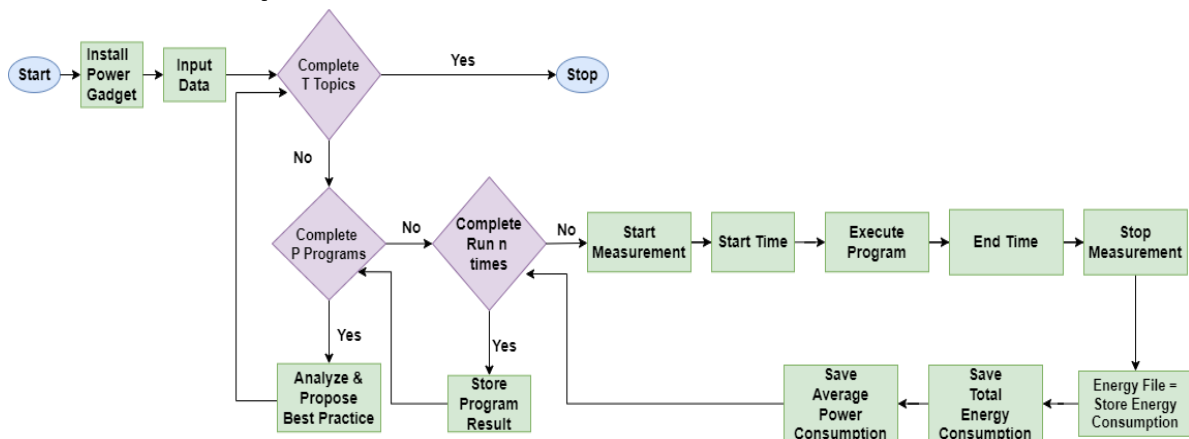 Start
Install
Power
Gadget
Input
Data
Complete
T Topics
Yes
Stop
No
Complete
P Programs
No
Complete
Run n
times
No
Start
Measurement
Start Time
Execute
Program
End Time
Stop
Measurement
Yes
Analyze &
Propose
Best Practice
Yes
Store
Program
Result
Save
Average
Power
Consumption
Save
Total
Energy
Consumption
Energy File =
Store Energy
Consumption